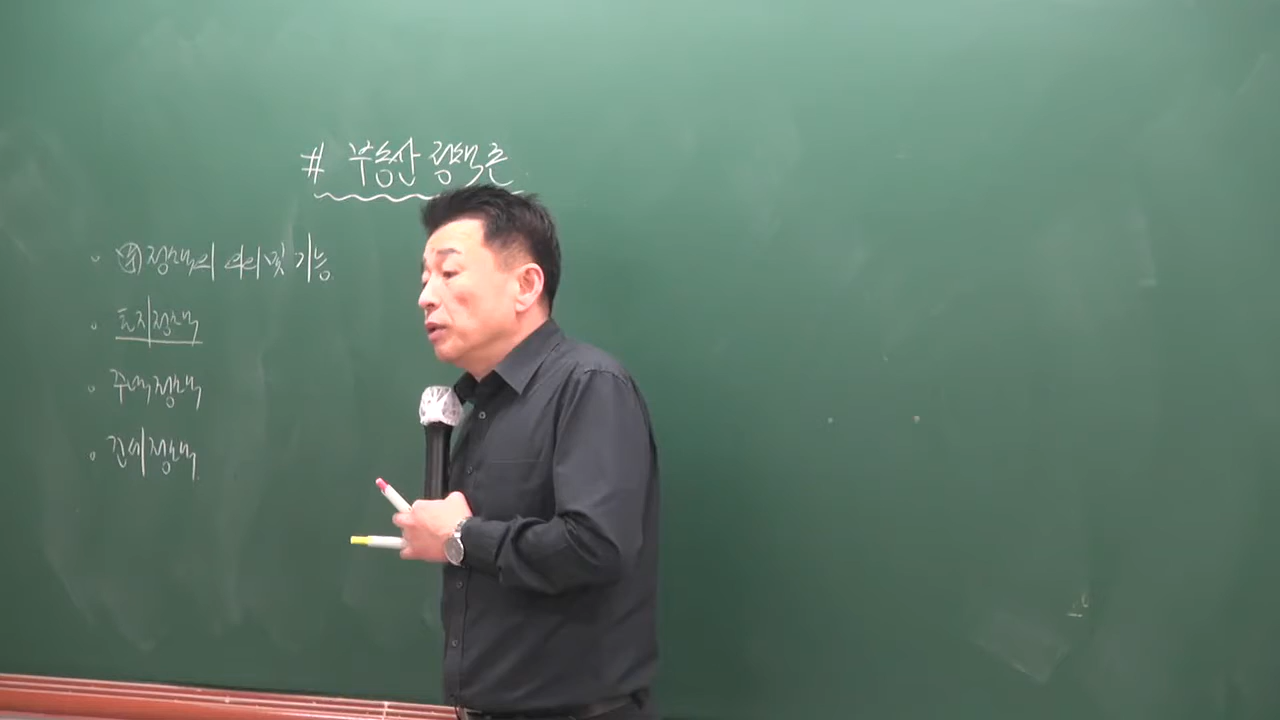 # 부동산 정책론
부 정책의 의의 및 기능
토지정책
주택정책
조세정책